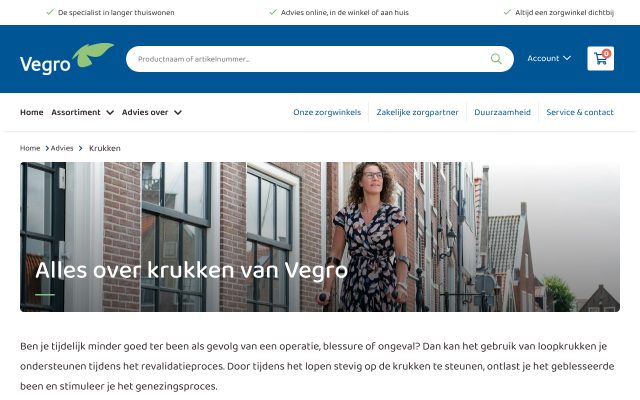 De specialist in langer thuiswonen
Advies online, in de winkel of aan huis
Altijd een zorgwinkel dichtbij
Vegro
Productnaam of artikelnummer...
Account
0
Home
Assortiment
Advies over
Onze zorgwinkels
Zakelijke zorgpartner
Duurzaamheid
Service & contact
Home
Advies
Krukken
Alles over krukken van Vegro
Ben je tijdelijk minder goed ter been als gevolg van een operatie, blessure of ongeval? Dan kan het gebruik van loopkrukken je
ondersteunen tijdens het revalidatieproces. Door tijdens het lopen stevig op de krukken te steunen, ontlast je het geblesseerde
been en stimuleer je het genezingsproces.